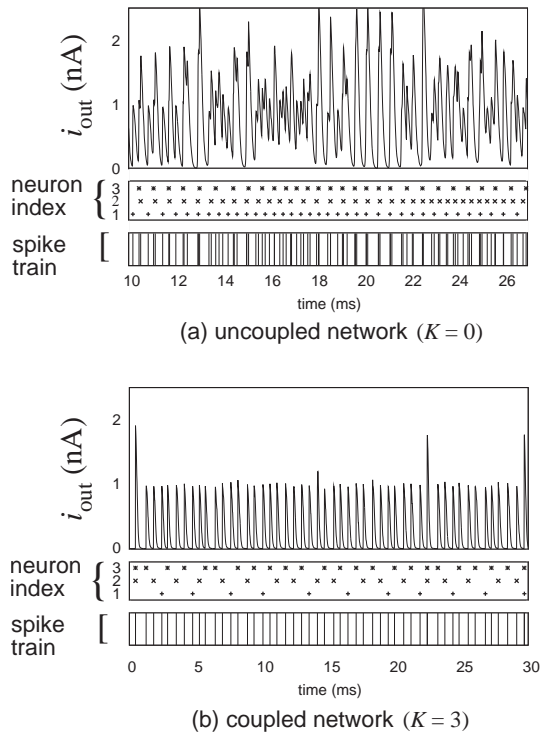 2
1
0
i_out (nA)
neuron index { 3 2 1
spike train [
10 12 14 16 18 20 22 24 26
time (ms)
(a) uncoupled network (K = 0)
2
1
0
i_out (nA)
neuron index { 3 2 1
spike train [
0 5 10 15 20 25 30
time (ms)
(b) coupled network (K = 3)